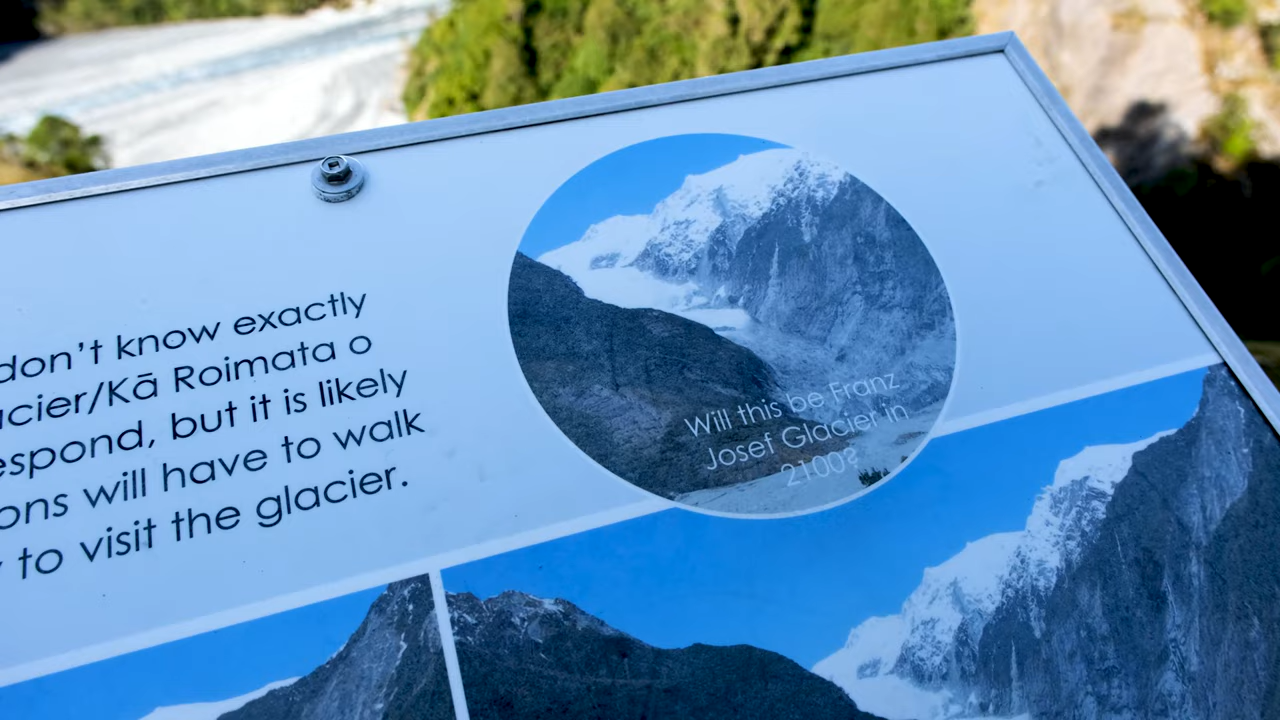 don't know exactly
acier/Kā Roimata o
espond, but it is likely
ons will have to walk
to visit the glacier.
Will this be Franz
Josef Glacier in
2100?